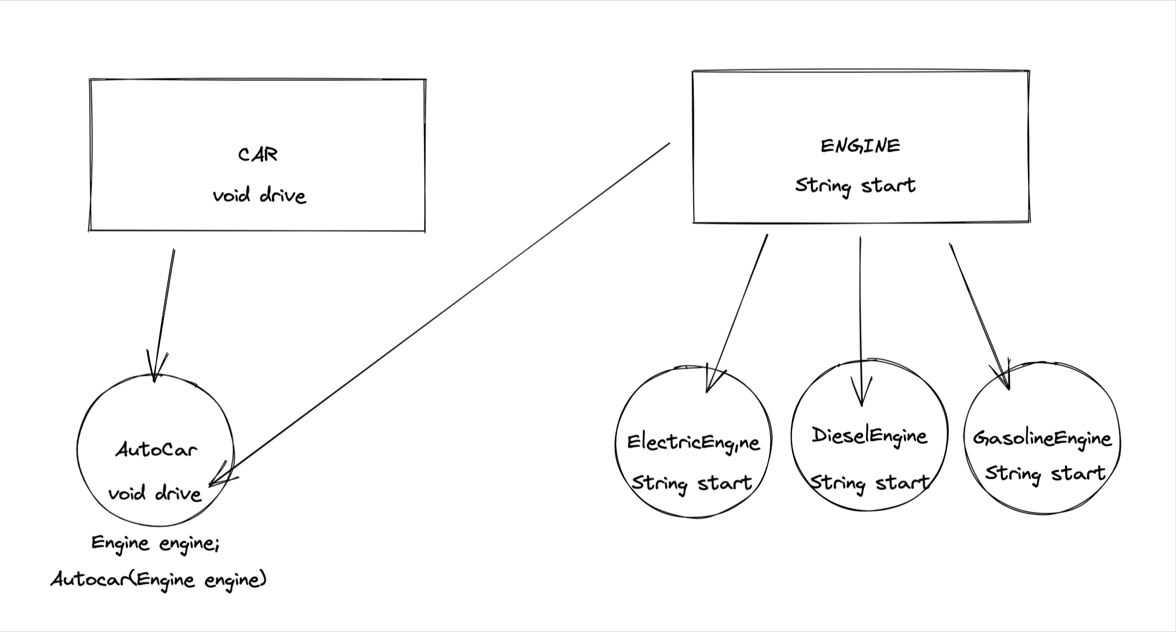 CAR
void drive
ENGINE
String start
AutoCar
void drive
Engine engine;
Autocar(Engine engine)
ElectricEngine
String start
DieselEngine
String start
GasolineEngine
String start